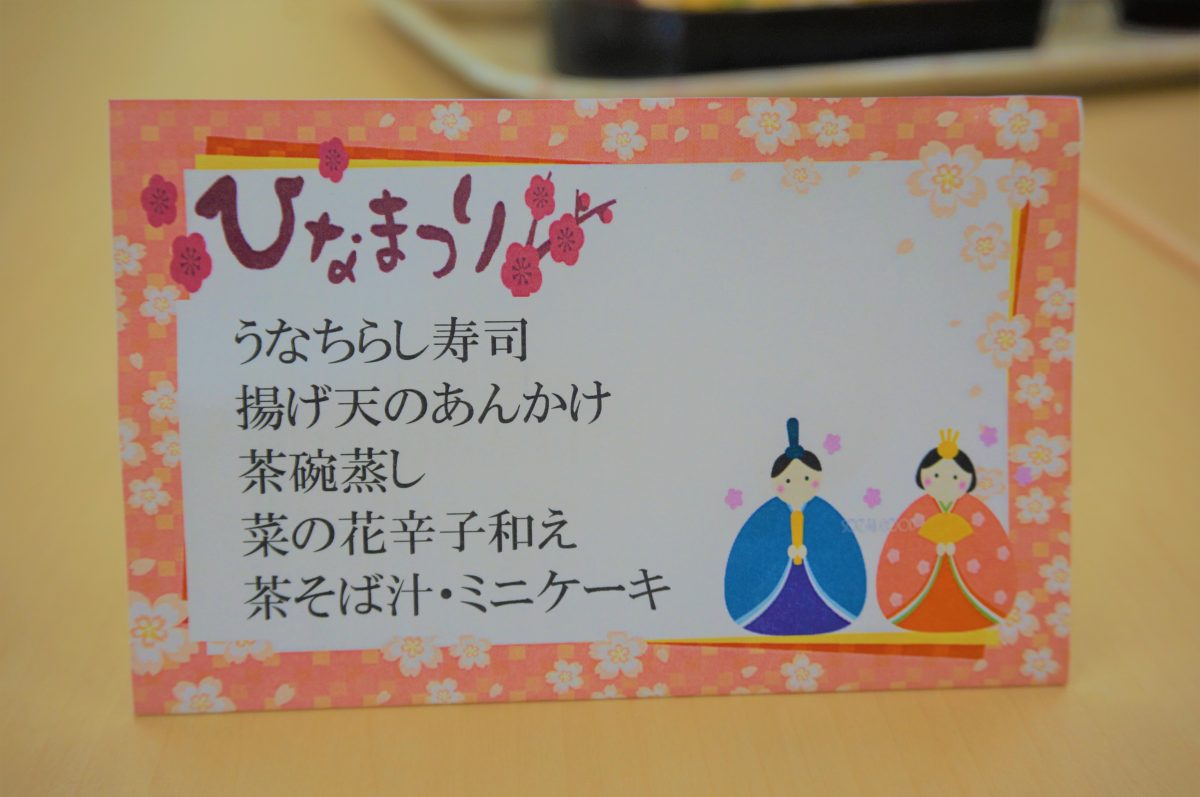 ひなまつり
うなちらし寿司
揚げ天のあんかけ
茶碗蒸し
菜の花辛子和え
茶そば汁・ミニケーキ